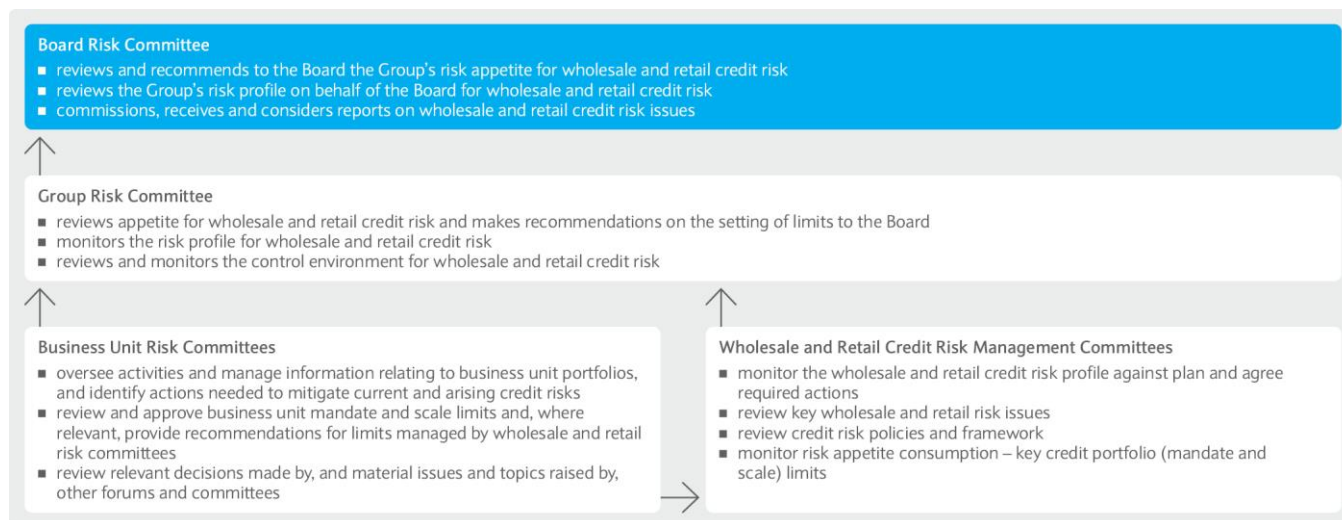 Board Risk Committee
■ reviews and recommends to the Board the Group's risk appetite for wholesale and retail credit risk
■ reviews the Group's risk profile on behalf of the Board for wholesale and retail credit risk
■ commissions, receives and considers reports on wholesale and retail credit risk issues
Group Risk Committee
■ reviews appetite for wholesale and retail credit risk and makes recommendations on the setting of limits to the Board
■ monitors the risk profile for wholesale and retail credit risk
■ reviews and monitors the control environment for wholesale and retail credit risk
Business Unit Risk Committees
■ oversee activities and manage information relating to business unit portfolios,
and identify actions needed to mitigate current and arising credit risks
■ review and approve business unit mandate and scale limits and, where
relevant, provide recommendations for limits managed by wholesale and retail
risk committees
■ review relevant decisions made by, and material issues and topics raised by,
other forums and committees
Wholesale and Retail Credit Risk Management Committees
■ monitor the wholesale and retail credit risk profile against plan and agree
required actions
■ review key wholesale and retail risk issues
■ review credit risk policies and framework
■ monitor risk appetite consumption – key credit portfolio (mandate and
scale) limits